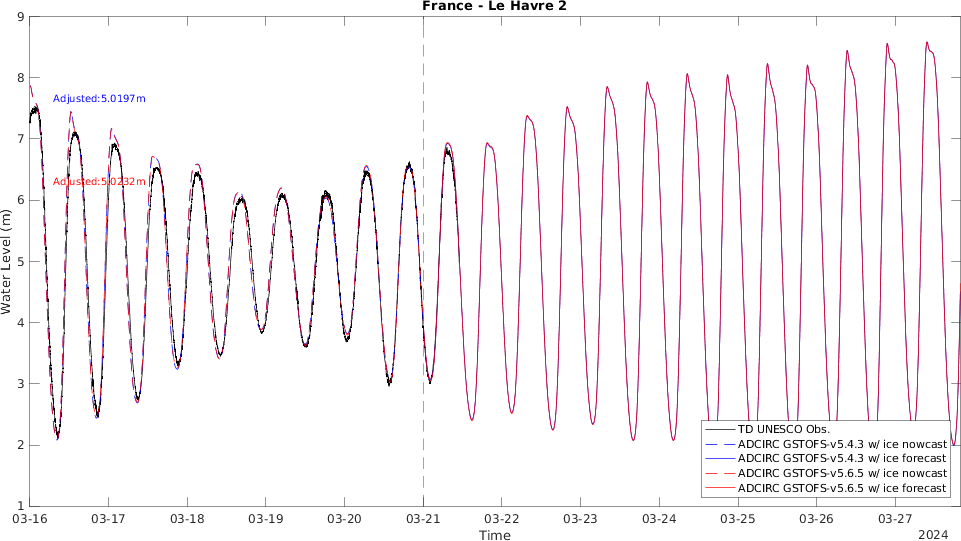 France - Le Havre 2
9
8
7
6
5
4
3
2
1
Water Level (m)
Adjusted:5.0197m
Adjusted:5.0232m
TD UNESCO Obs.
ADCIRC GSTOFS-v5.4.3 w/ ice nowcast
ADCIRC GSTOFS-v5.4.3 w/ ice forecast
ADCIRC GSTOFS-v5.6.5 w/ ice nowcast
ADCIRC GSTOFS-v5.6.5 w/ ice forecast
03-16 03-17 03-18 03-19 03-20 03-21 03-22 03-23 03-24 03-25 03-26 03-27
Time
2024